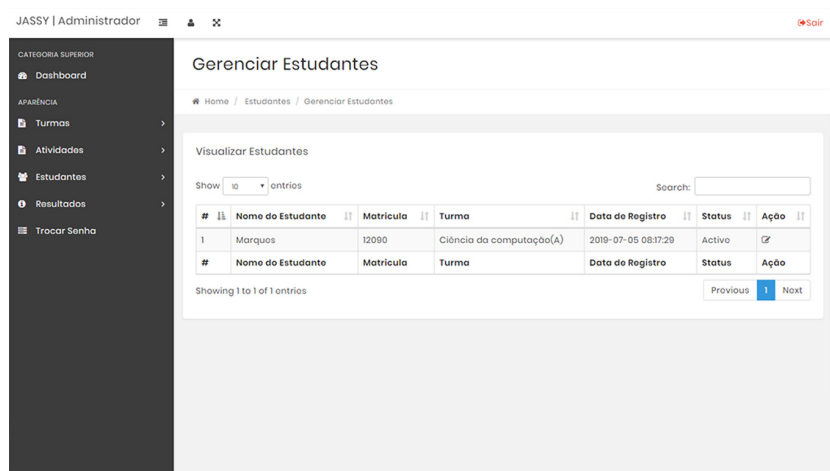 JASSY | Administrador
Sair
CATEGORIA SUPERIOR
Dashboard
APARÊNCIA
Turmas
Atividades
Estudantes
Resultados
Trocar Senha
Gerenciar Estudantes
Home / Estudantes / Gerenciar Estudantes
Visualizar Estudantes
Show 10 entries
Search:
# Nome do Estudante Matricula Turma Data de Registro Status Ação
1 Marques 12090 Ciência da computação(A) 2019-07-05 08:17:29 Active
# Nome do Estudante Matricula Turma Data de Registro Status Ação
Showing 1 to 1 of 1 entries
Previous 1 Next